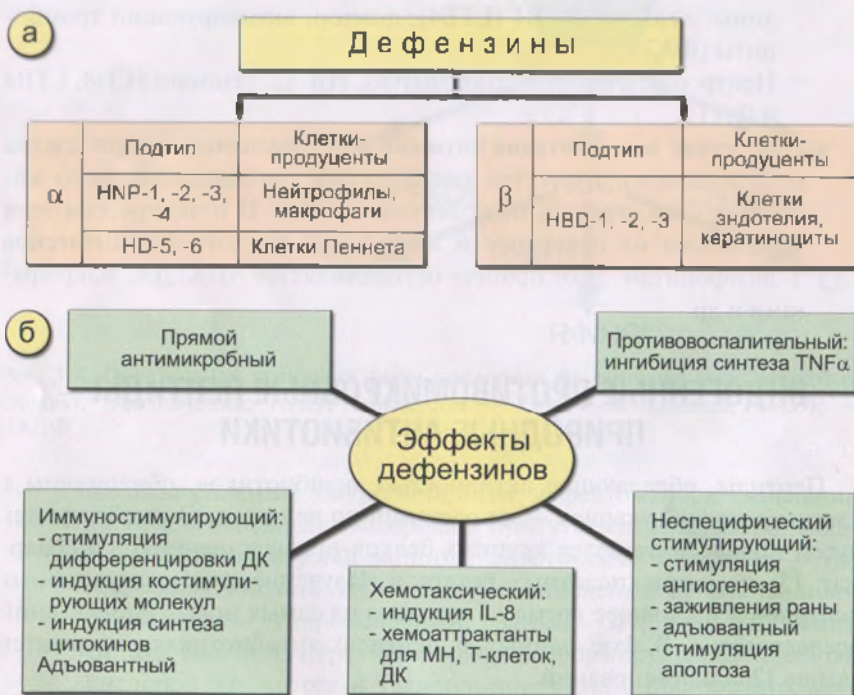 а
Дефензины
Подтип
Клетки-
продуценты
α
HNP-1, -2, -3,
-4
Нейтрофилы,
макрофаги
HD-5, -6
Клетки Пеннета
Подтип
Клетки-
продуценты
β
HBD-1, -2, -3
Клетки
эндотелия,
кератиноциты
б
Прямой
антимикробный
Противовоспалительный:
ингибиция синтеза TNFα
Эффекты
дефензинов
Иммуностимулирующий:
- стимуляция
дифференцировки ДК
- индукция костимули-
рующих молекул
- индукция синтеза
цитокинов
Адъювантный
Хемотаксический:
- индукция IL-8
- хемоаттрактанты
для МН, Т-клеток,
ДК
Неспецифический
стимулирующий:
- стимуляция
ангиогенеза
- заживления раны
- адъювантный
- стимуляция
митоза